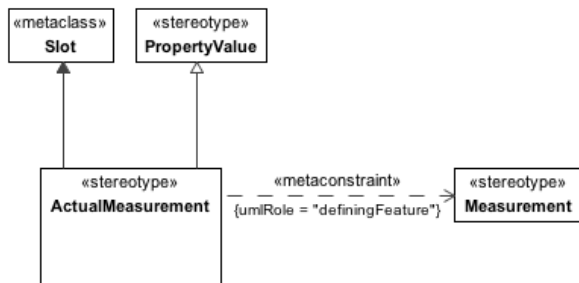 «metaclass»
Slot
«stereotype»
PropertyValue
«stereotype»
ActualMeasurement
«metaconstraint»
{umlRole = "definingFeature"}
«stereotype»
Measurement